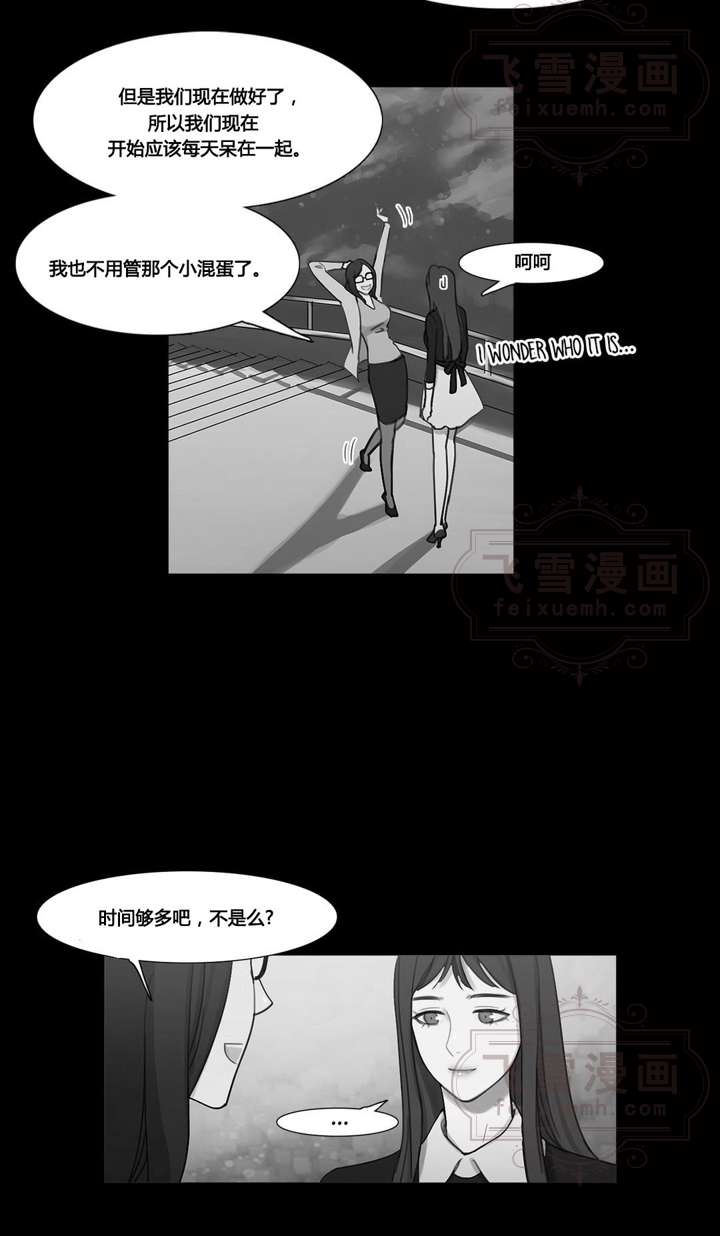 飞雪漫画
feixuemh.com
但是我们现在做好了，
所以我们现在
开始应该每天呆在一起。
我也不用管那个小混蛋了。
呵呵
I WONDER WHO IT IS...
飞雪漫画
feixuemh.com
时间够多吧，不是么?
飞雪漫画
feixuemh.com
...